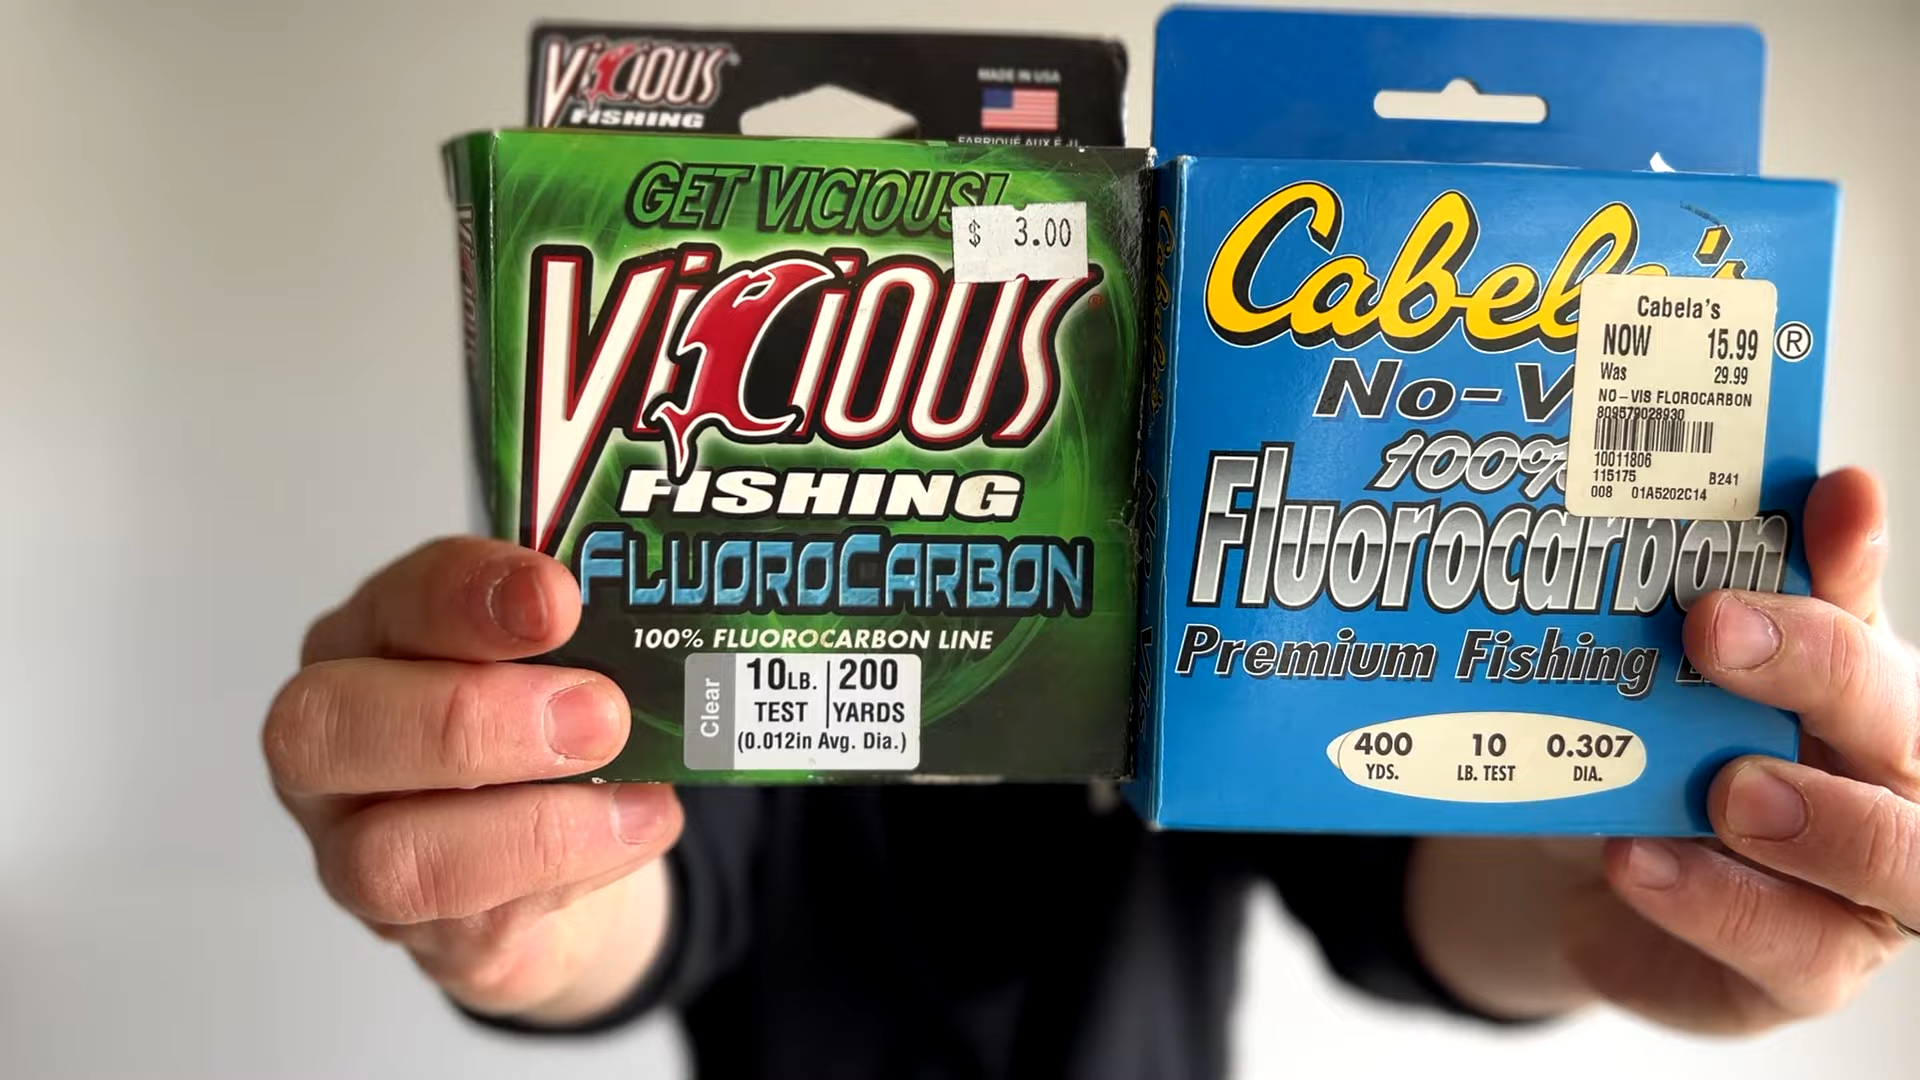 VICIOUS
FISHING
MADE IN USA
FABRIQUÉ AUX É.-U.
GET VICIOUS!
$ 3.00
VICIOUS
FISHING
FLUOROCARBON
100% FLUOROCARBON LINE
Clear
10LB. TEST
200 YARDS
(0.012in Avg. Dia.)
Cabela's®
No-V
100%
Fluorocarbon
Premium Fishing
400 YDS.
10 LB. TEST
0.307 DIA.
Cabela's
NOW 15.99
Was 29.99
NO-VIS FLOROCARBON
809579028930
10011806
115175 B241
008 01A5202C14